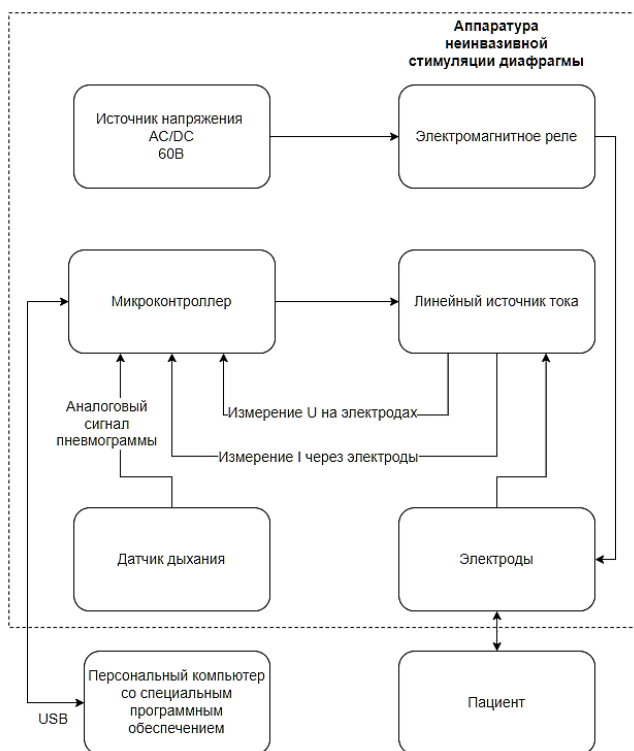 Аппаратура
неинвазивной
стимуляции диафрагмы
Источник напряжения
AC/DC
60В
Электромагнитное реле
Микроконтроллер
Линейный источник тока
Аналоговый
сигнал
пневмограммы
Измерение U на электродах
Измерение I через электроды
Датчик дыхания
Электроды
Персональный компьютер
со специальным
программным
обеспечением
USB
Пациент